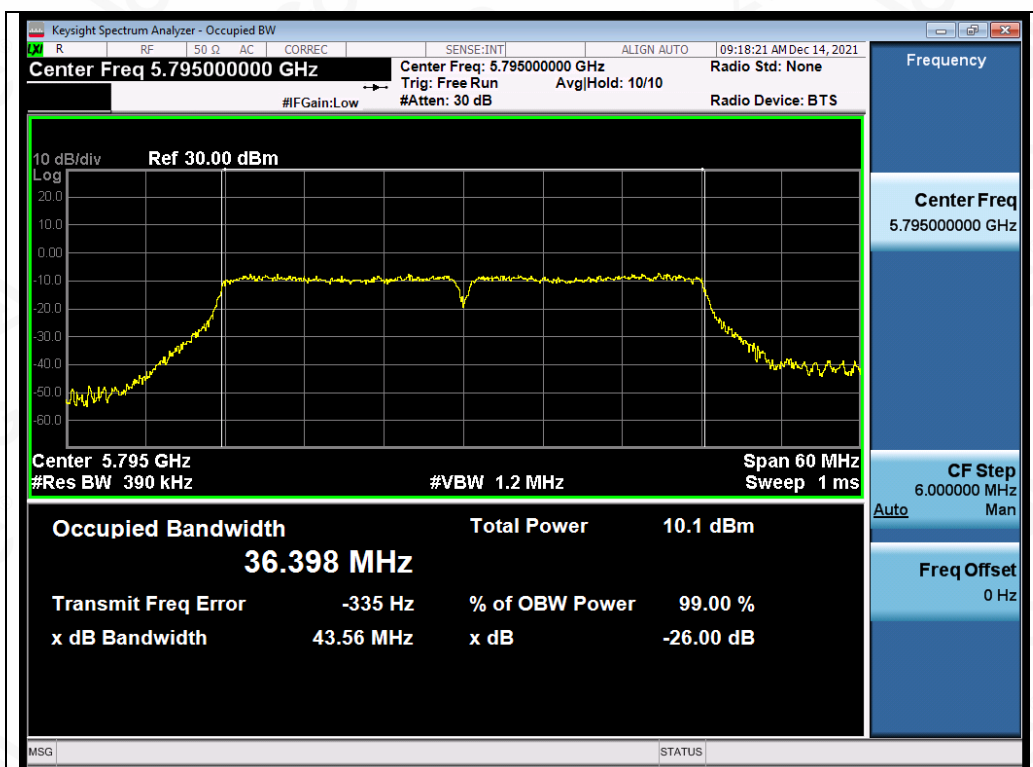 Keysight Spectrum Analyzer - Occupied BW
LXI R RF 50 Ω AC CORREC SENSE:INT ALIGN AUTO 09:18:21 AM Dec 14, 2021
Center Freq 5.795000000 GHz
Center Freq: 5.795000000 GHz
Radio Std: None
Trig: Free Run Avg|Hold: 10/10
#IFGain:Low
#Atten: 30 dB
Radio Device: BTS
10 dB/div Ref 30.00 dBm
Log
20.0
10.0
0.00
-10.0
-20.0
-30.0
-40.0
-50.0
-60.0
Center 5.795 GHz Span 60 MHz
#Res BW 390 kHz #VBW 1.2 MHz Sweep 1 ms
Occupied Bandwidth Total Power 10.1 dBm
36.398 MHz
Transmit Freq Error -335 Hz % of OBW Power 99.00 %
x dB Bandwidth 43.56 MHz x dB -26.00 dB
MSG STATUS
Frequency
Center Freq
5.795000000 GHz
CF Step
6.000000 MHz
Auto Man
Freq Offset
0 Hz